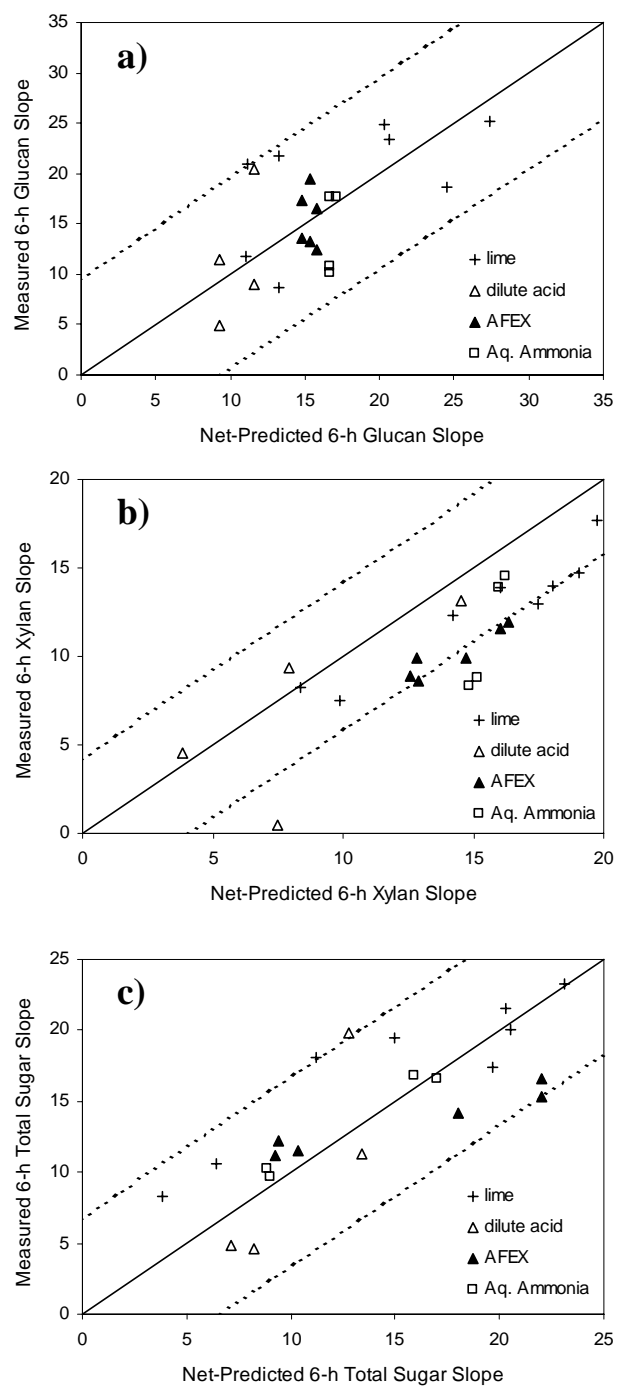 a)
35
30
25
20
15
10
5
0
Measured 6-h Glucan Slope
lime
dilute acid
AFEX
Aq. Ammonia
0 5 10 15 20 25 30 35
Net-Predicted 6-h Glucan Slope
b)
20
15
10
5
0
Measured 6-h Xylan Slope
lime
dilute acid
AFEX
Aq. Ammonia
0 5 10 15 20
Net-Predicted 6-h Xylan Slope
c)
25
20
15
10
5
0
Measured 6-h Total Sugar Slope
lime
dilute acid
AFEX
Aq. Ammonia
0 5 10 15 20 25
Net-Predicted 6-h Total Sugar Slope